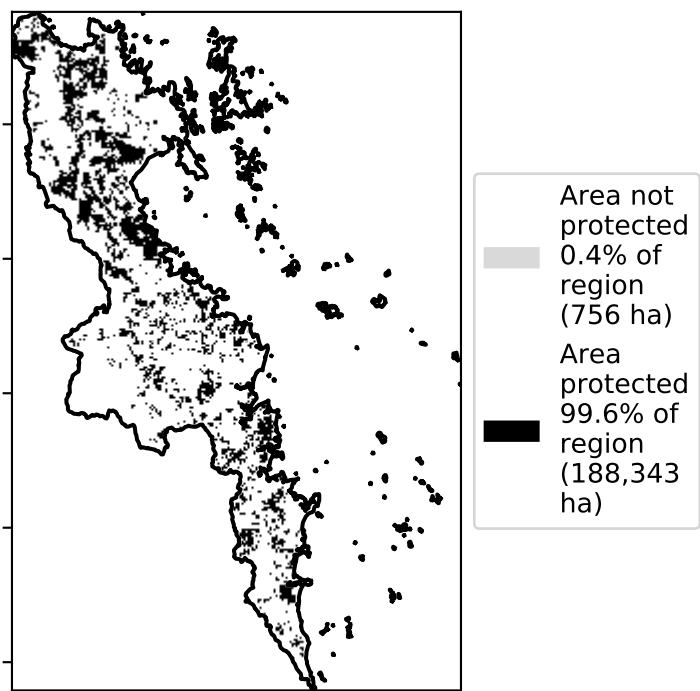 Area not
protected
0.4% of
region
(756 ha)
Area
protected
99.6% of
region
(188,343
ha)